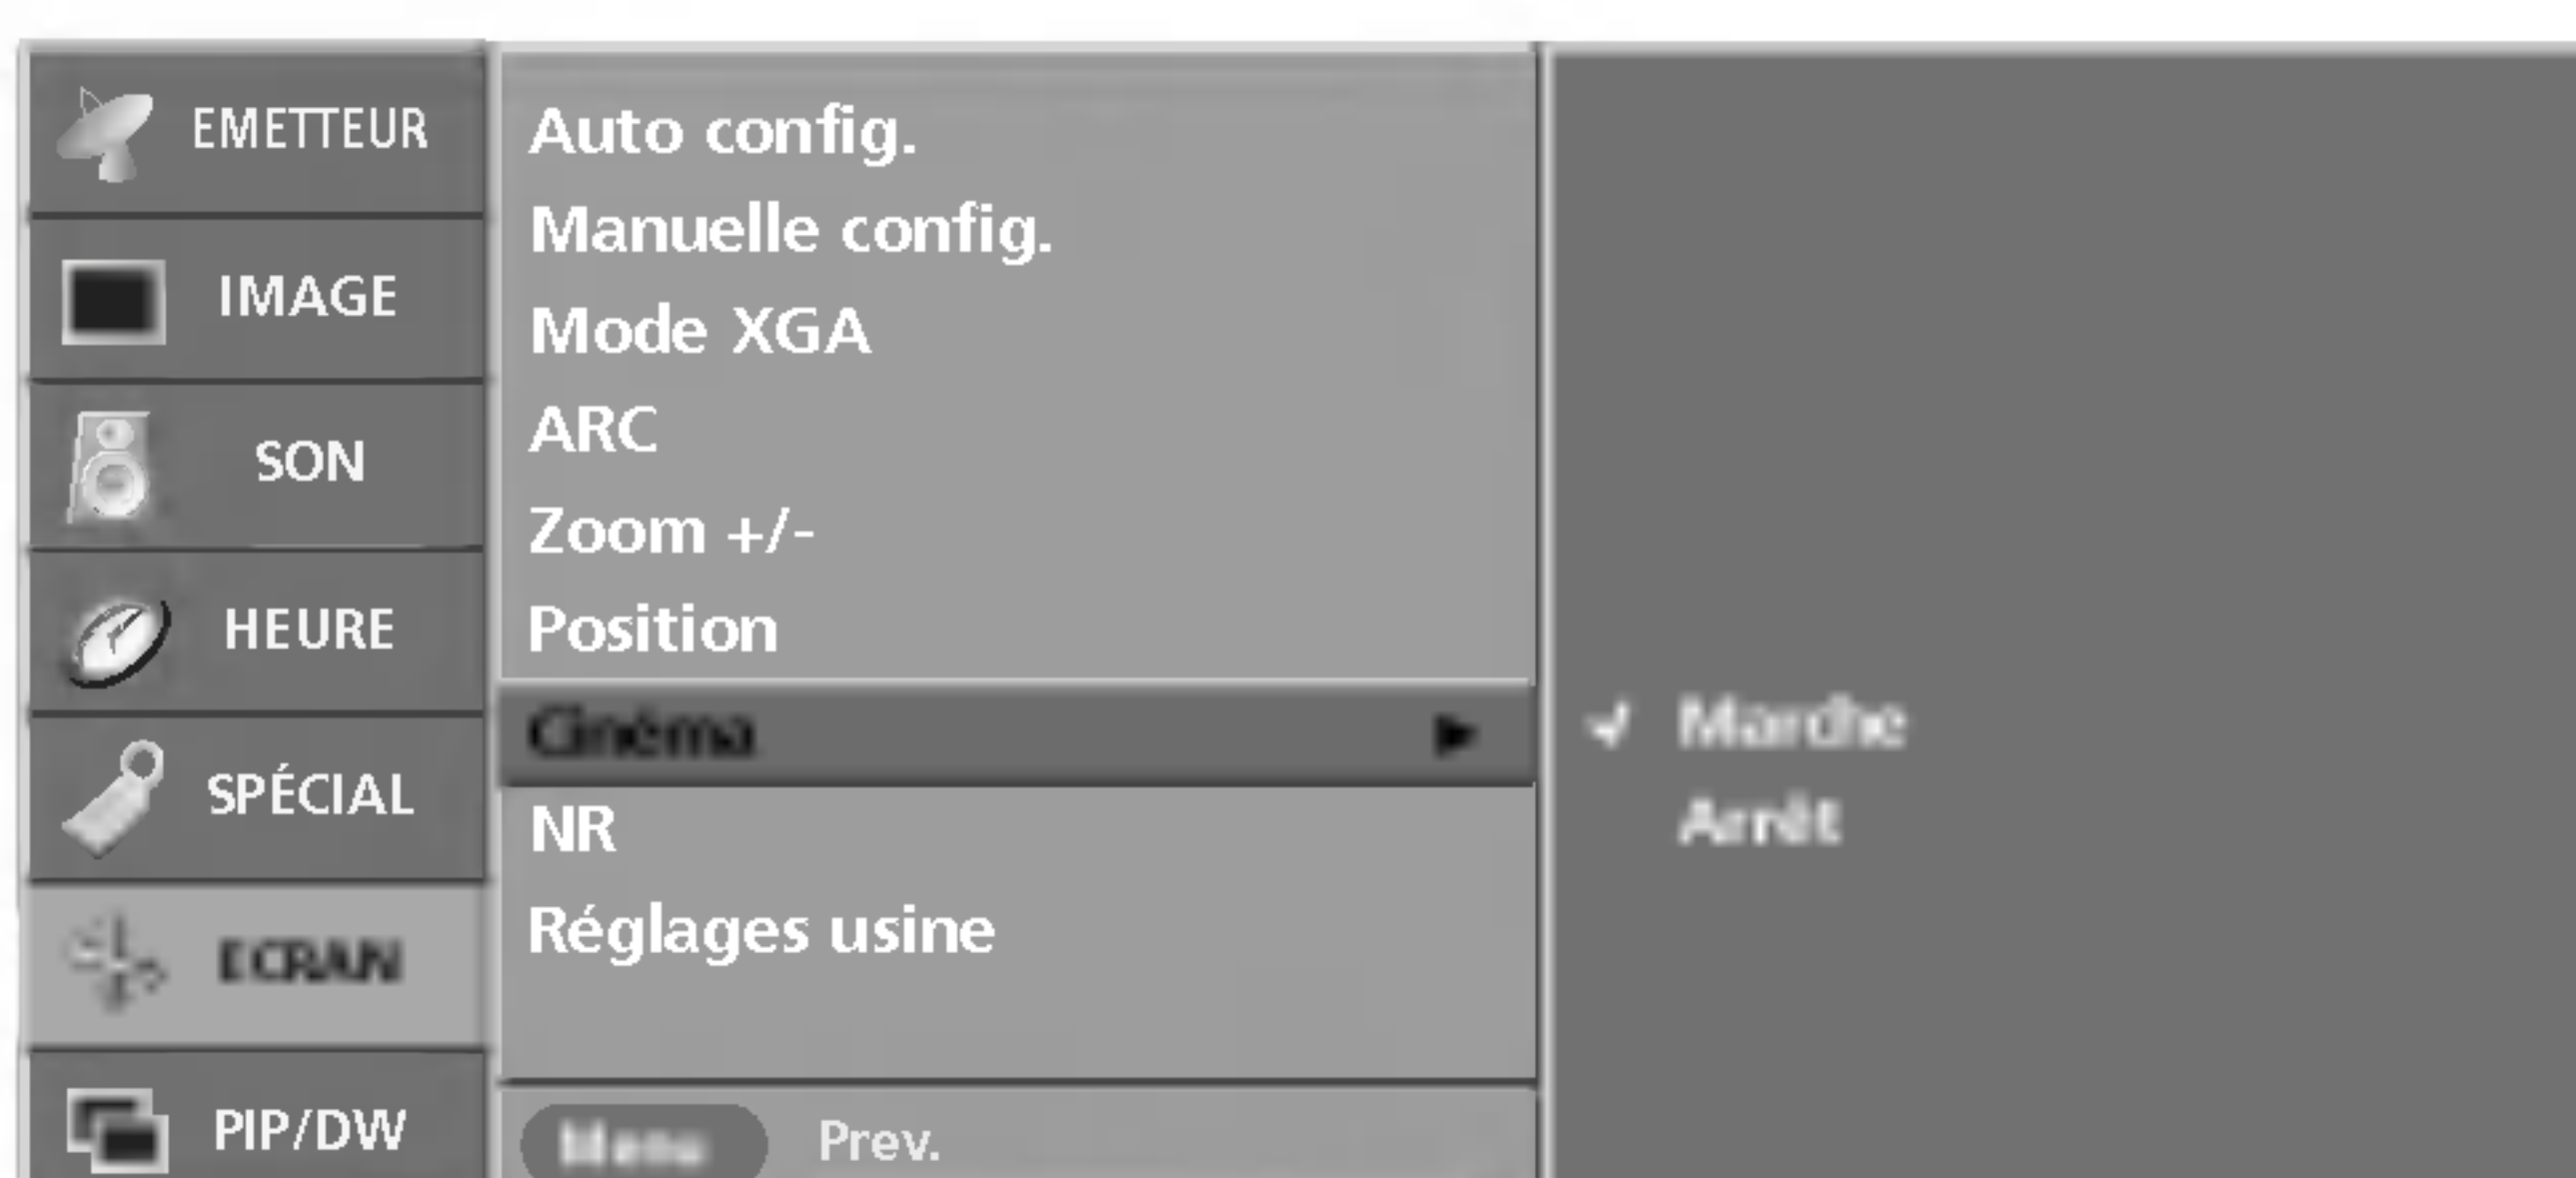 EMETTEUR
IMAGE
SON
HEURE
SPÉCIAL
ECRAN
PIP/DW
Auto config.
Manuelle config.
Mode XGA
ARC
Zoom +/-
Position
Cinéma
NR
Réglages usine
Menu Prev.
Marche
Arrêt